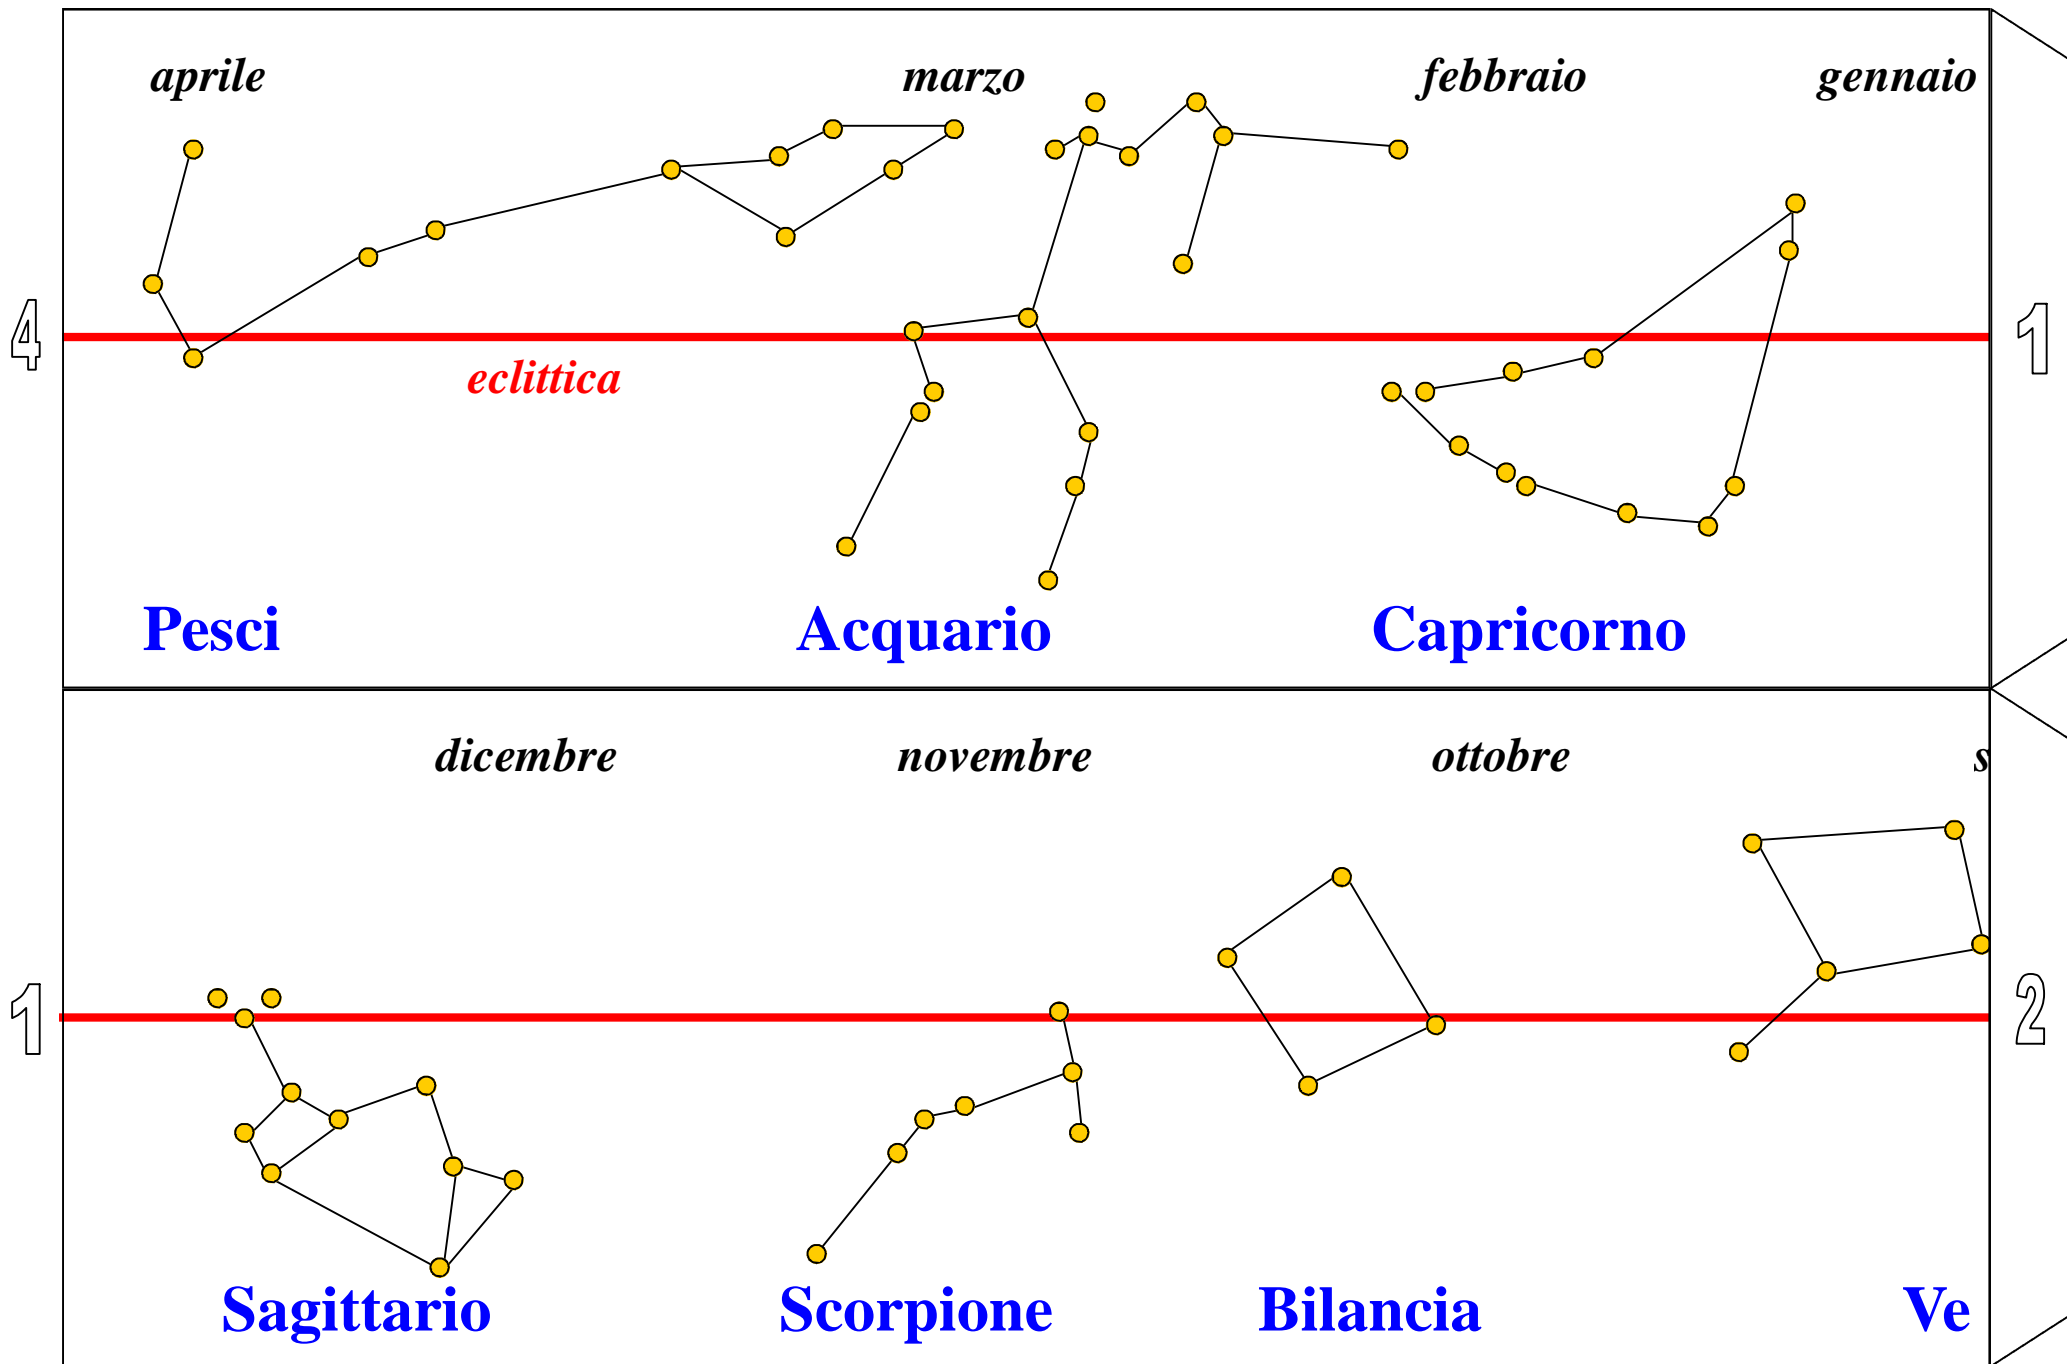 aprile marzo febbraio gennaio
4 1
eclittica
Pesci Acquario Capricorno
dicembre novembre ottobre s
1 2
Sagittario Scorpione Bilancia Ve